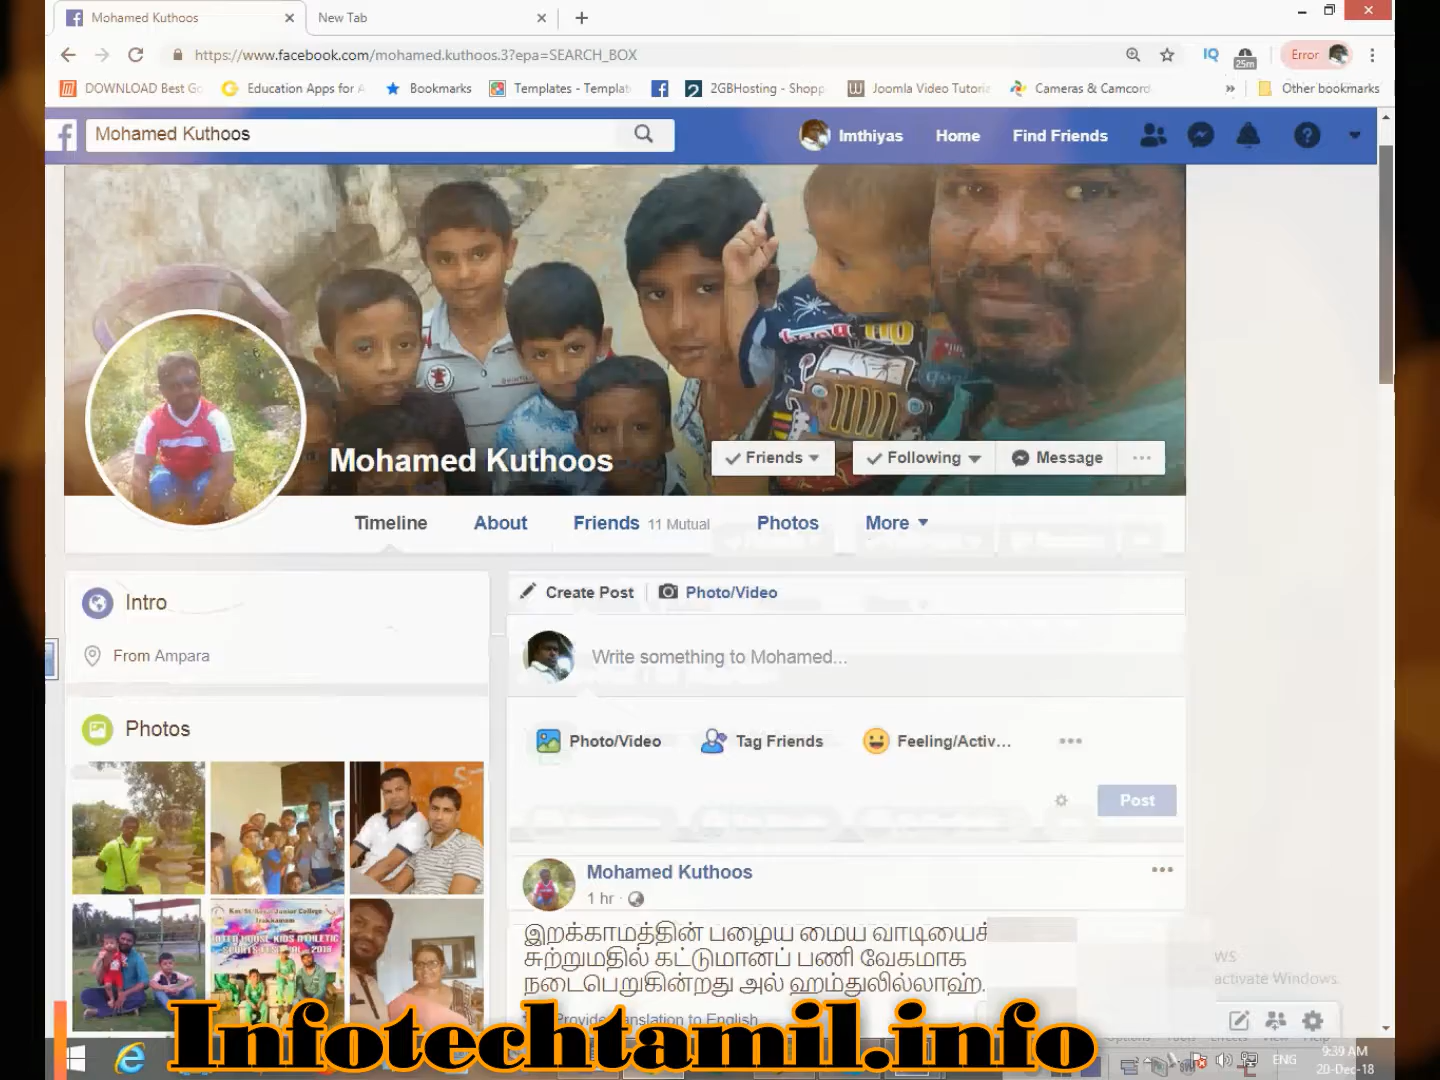 Mohamed Kuthoos
New Tab
https://www.facebook.com/mohamed.kuthoos.3?epa=SEARCH_BOX
IQ
25m
Error
DOWNLOAD Best
Education Apps for
Bookmarks
Templates -
2GBHosting -
Joomla Video
Cameras &
»
Other bookmarks
Mohamed Kuthoos
Imthiyas
Home
Find Friends
Mohamed Kuthoos
Friends
Following
Message
Timeline
About
Friends 11 Mutual
Photos
More
Intro
From Ampara
Photos
Create Post
Photo/Video
Write something to Mohamed...
Photo/Video
Tag Friends
Feeling/Activ...
Post
Mohamed Kuthoos
1 hr
இறக்காமத்தின் பழைய மைய வாடியைச்
சுற்றுமதில் கட்டுமானப் பணி வேகமாக
நடைபெறுகின்றது அல் ஹம்துலில்லாஹ்.
to English
activate Windows.
Infotechtamil.info
ENG
9:39 AM
20-Dec-18